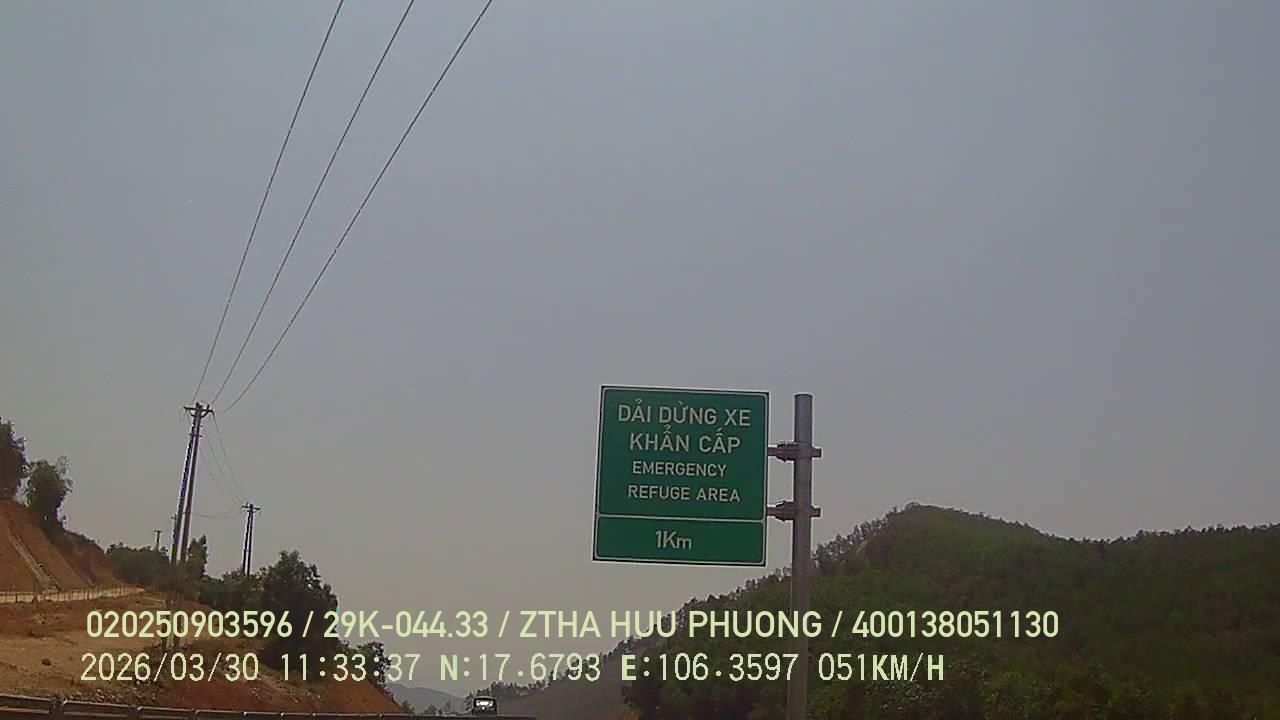 DẢI DỪNG XE
KHẨN CẤP
EMERGENCY
REFUGE AREA
1Km
020250903596 / 29K-044.33 / ZTHA HUU PHUONG / 400138051130
2026/03/30 11:33:37 N:17.6793 E:106.3597 051KM/H